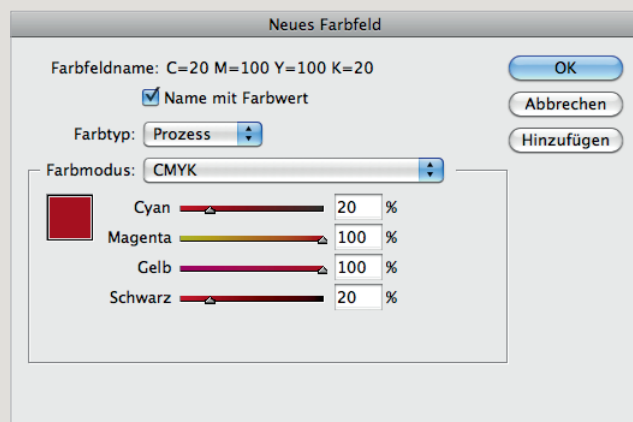 Neues Farbfeld
Farbfeldname: C=20 M=100 Y=100 K=20
OK
Name mit Farbwert
Abbrechen
Farbtyp: Prozess
Hinzufügen
Farbmodus: CMYK
Cyan 20 %
Magenta 100 %
Gelb 100 %
Schwarz 20 %